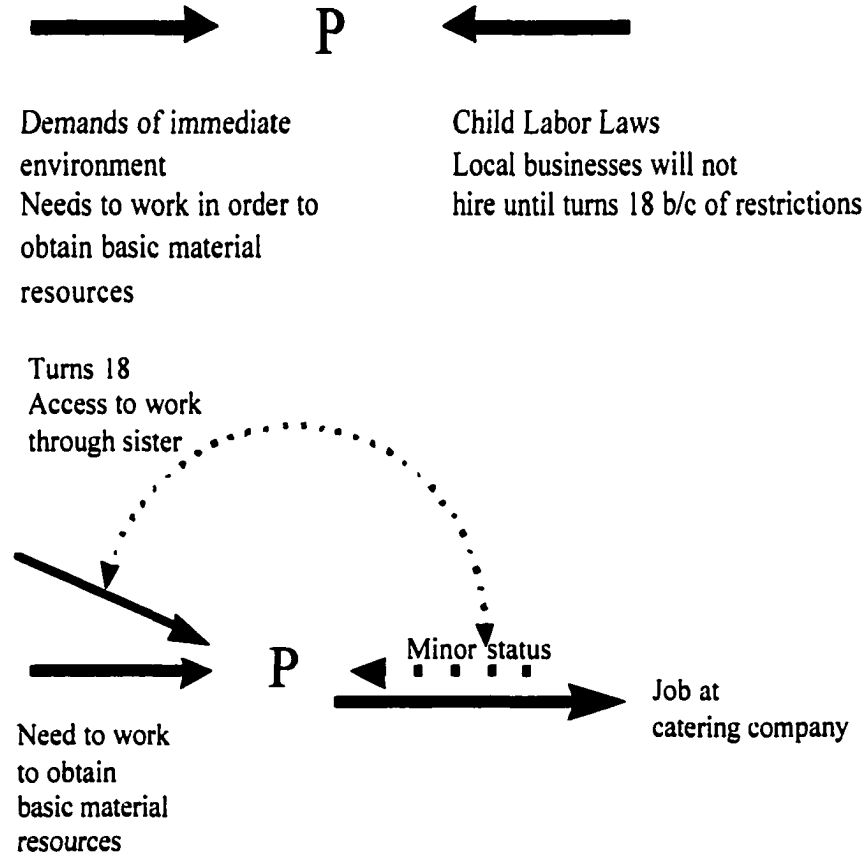 P
Demands of immediate
environment
Needs to work in order to
obtain basic material
resources
Child Labor Laws
Local businesses will not
hire until turns 18 b/c of restrictions
Turns 18
Access to work
through sister
P
Minor status
Job at
catering company
Need to work
to obtain
basic material
resources